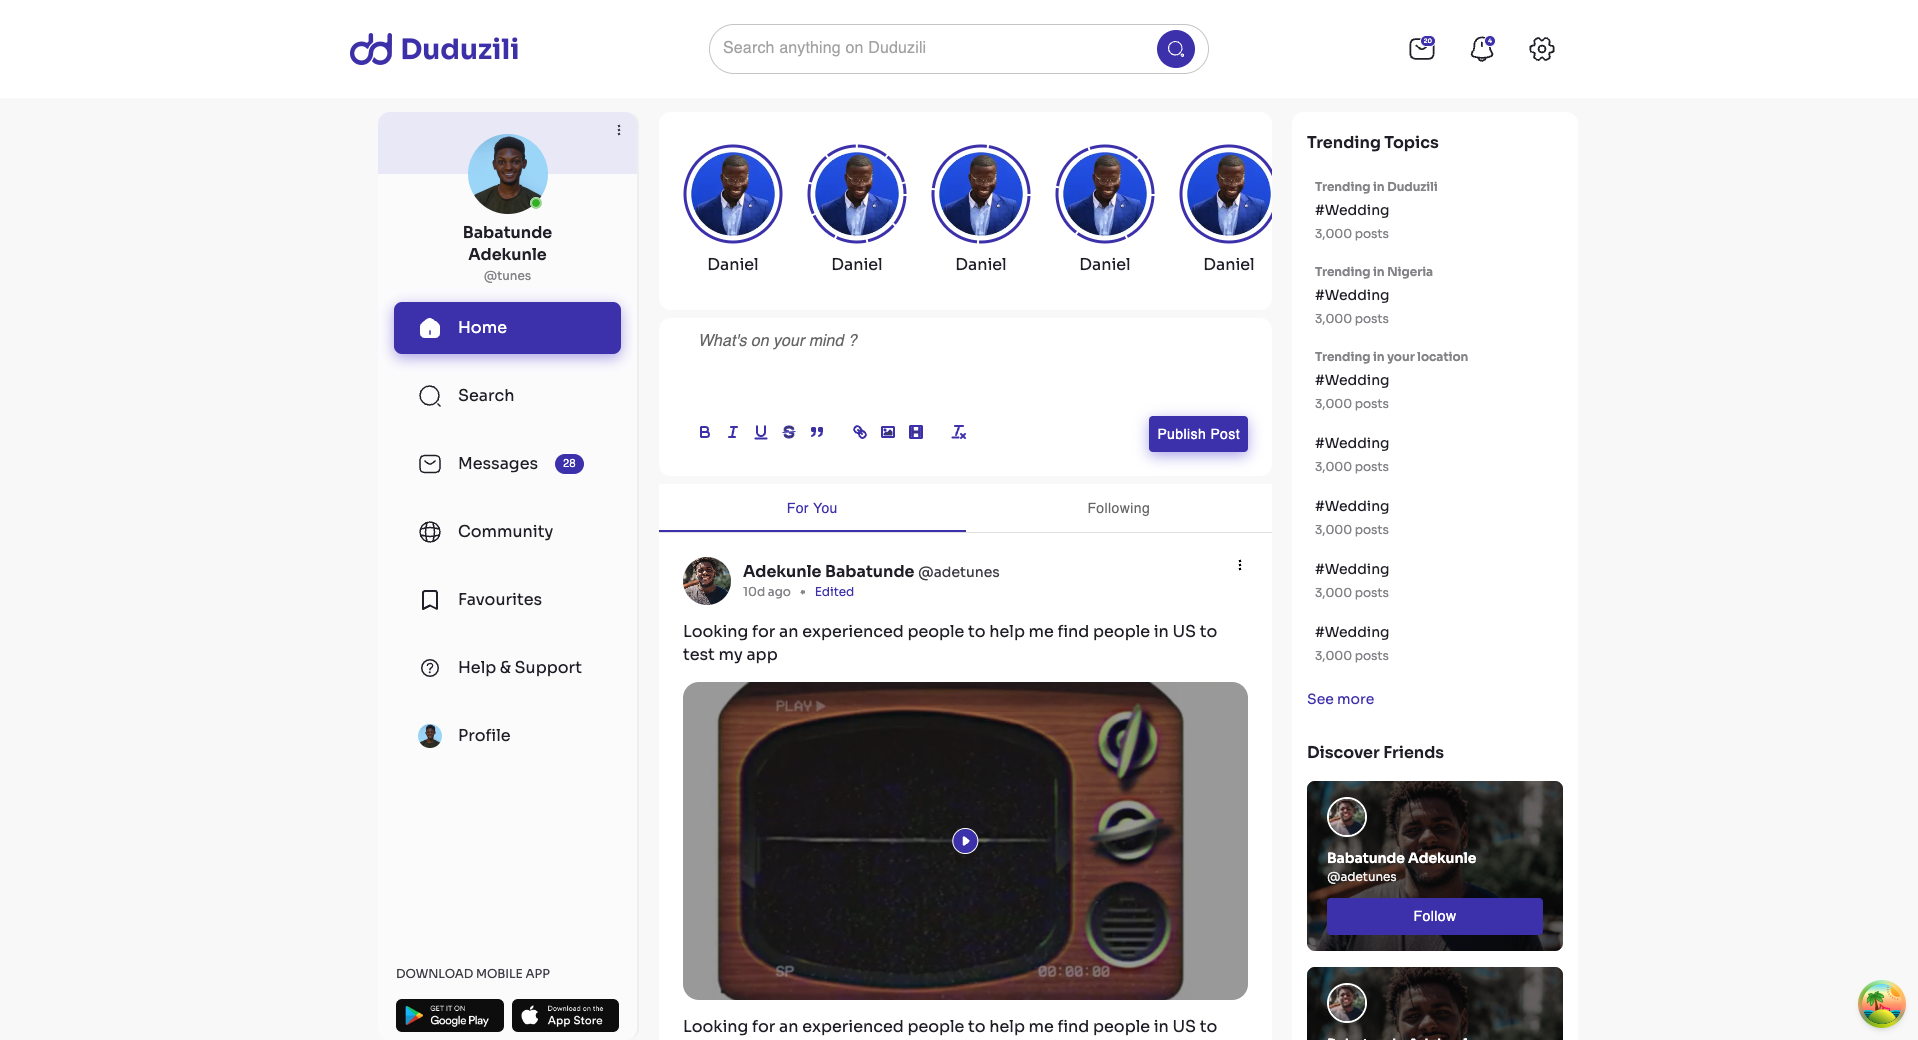 Duduzili
Search anything on Duduzili
20
4
Babatunde
Adekunle
@tunes
Home
Search
Messages 28
Community
Favourites
Help & Support
Profile
DOWNLOAD MOBILE APP
GET IT ON
Google Play
Download on the
App Store
Daniel
Daniel
Daniel
Daniel
Daniel
What's on your mind ?
Publish Post
For You
Following
Adekunle Babatunde @adetunes
10d ago • Edited
Looking for an experienced people to help me find people in US to
test my app
PLAY
SP
00:00:00
Looking for an experienced people to help me find people in US to
Trending Topics
Trending in Duduzili
#Wedding
3,000 posts
Trending in Nigeria
#Wedding
3,000 posts
Trending in your location
#Wedding
3,000 posts
#Wedding
3,000 posts
#Wedding
3,000 posts
#Wedding
3,000 posts
#Wedding
3,000 posts
See more
Discover Friends
Babatunde Adekunle
@adetunes
Follow